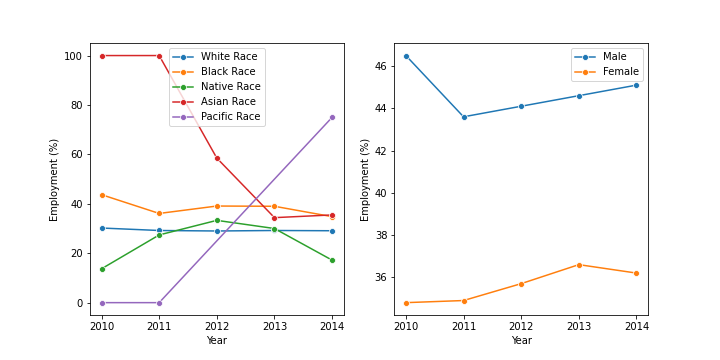 100
80
60
40
20
0
Employment (%)
2010 2011 2012 2013 2014
Year
White Race
Black Race
Native Race
Asian Race
Pacific Race
46
44
42
40
38
36
Employment (%)
2010 2011 2012 2013 2014
Year
Male
Female